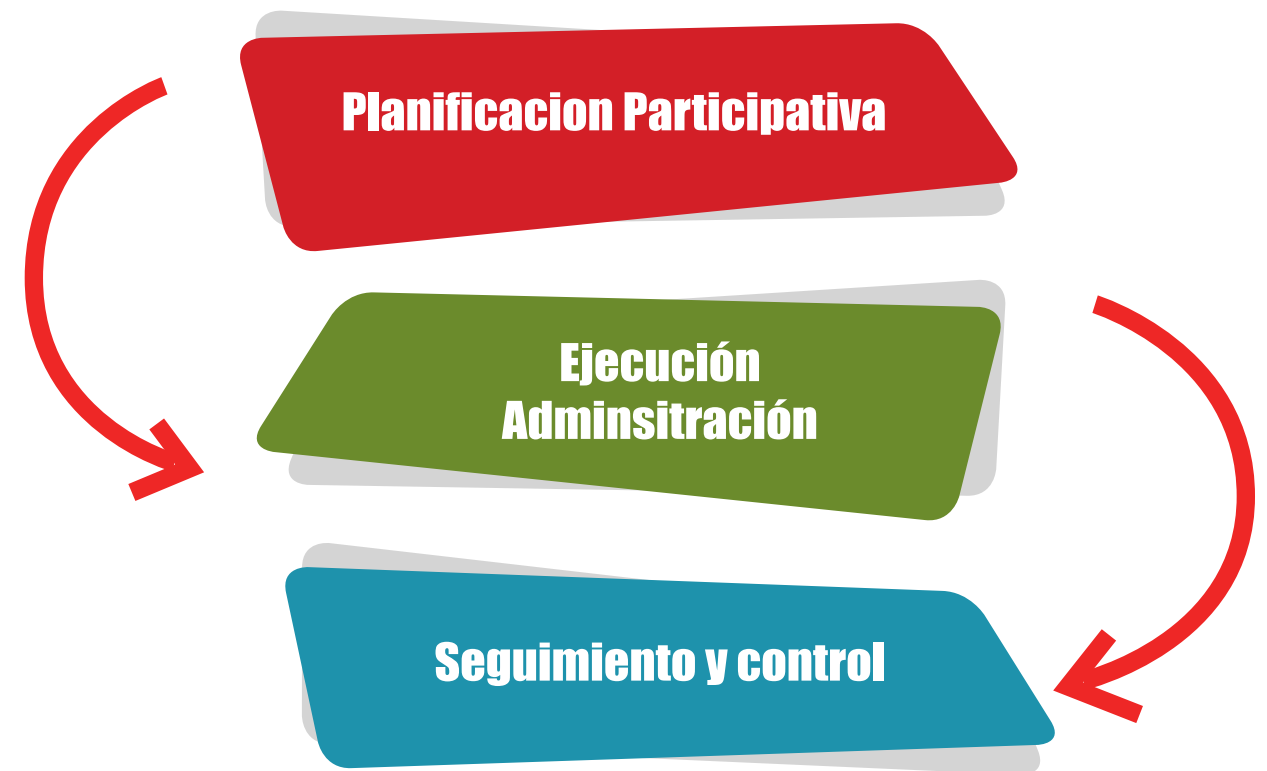 Planificacion Participativa
Ejecución
Adminsitración
Seguimiento y control